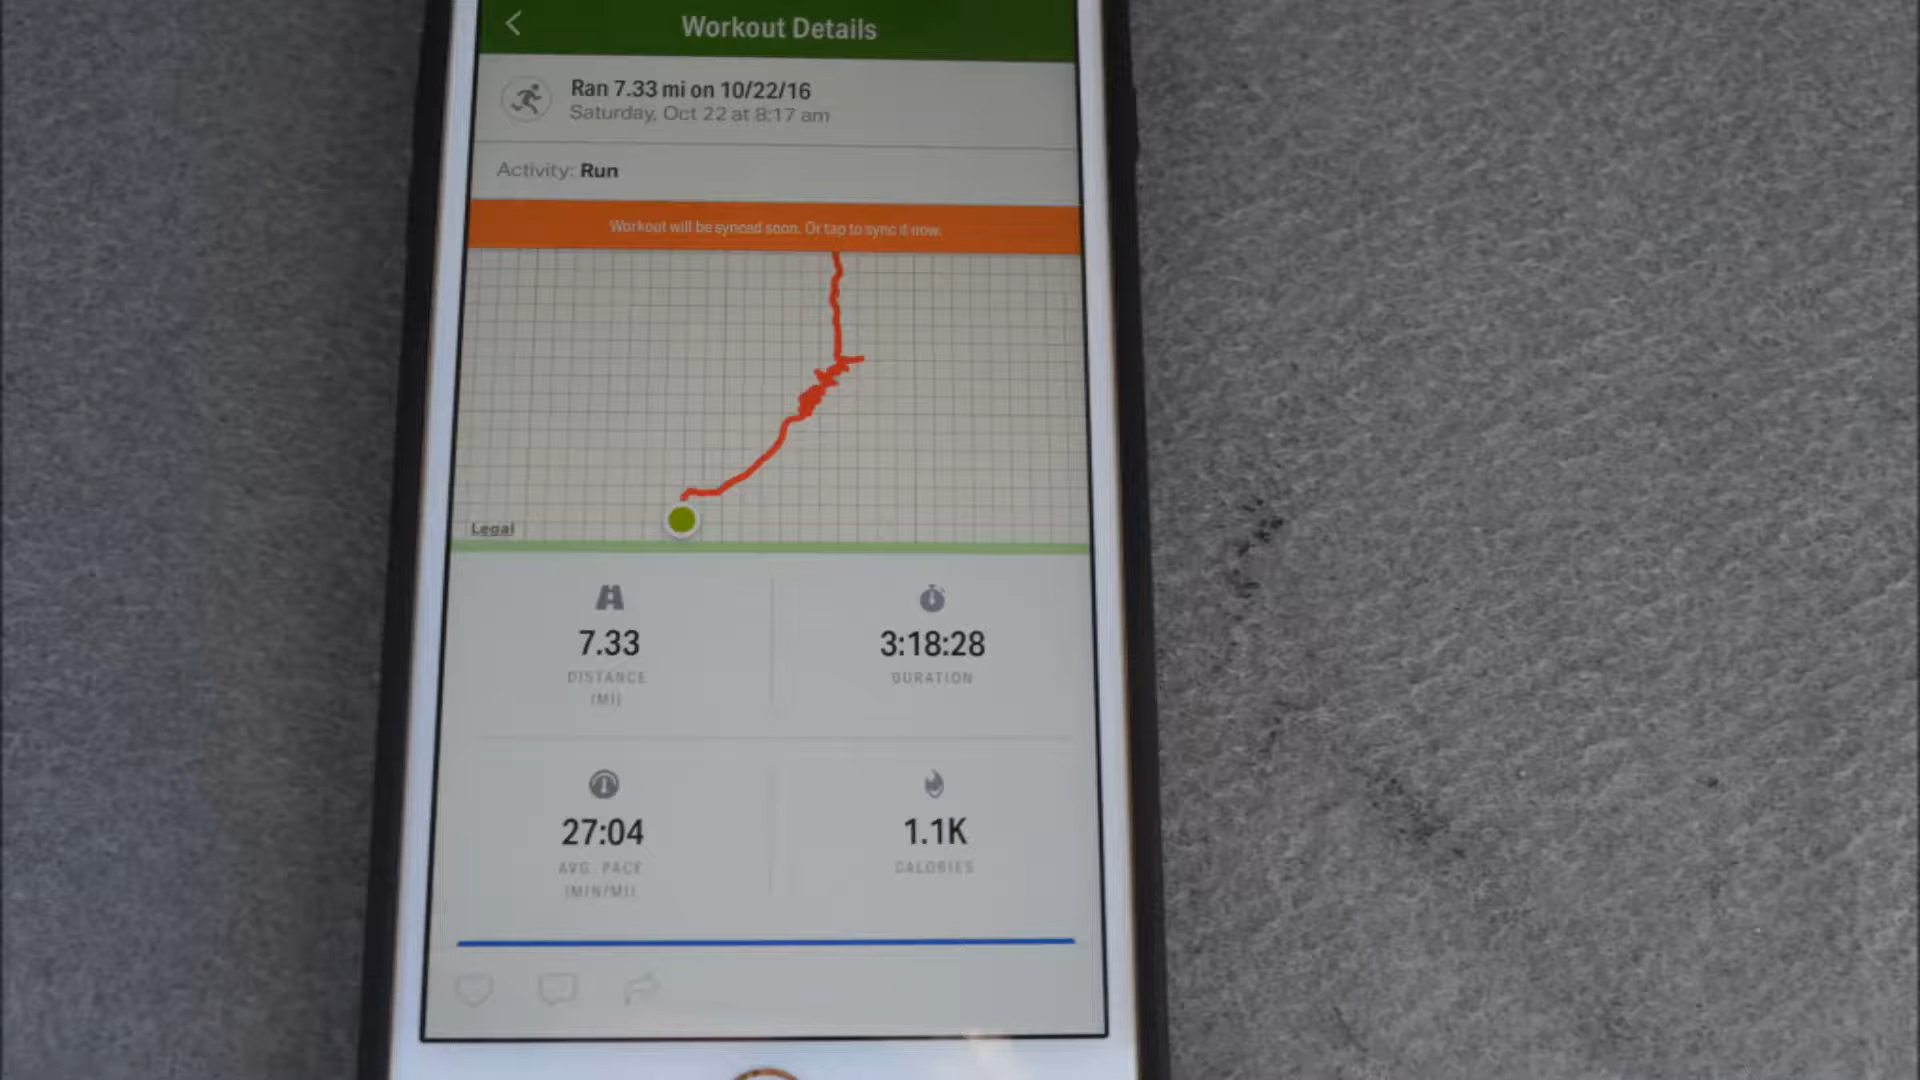 Workout Details
Ran 7.33 mi on 10/22/16
Saturday, Oct 22 at 8:17 am
Activity: Run
Workout will be synced soon. Or tap to sync it now.
Legal
7.33
DISTANCE
(MI)
3:18:28
DURATION
27:04
AVG. PACE
(MIN/MI)
1.1K
CALORIES